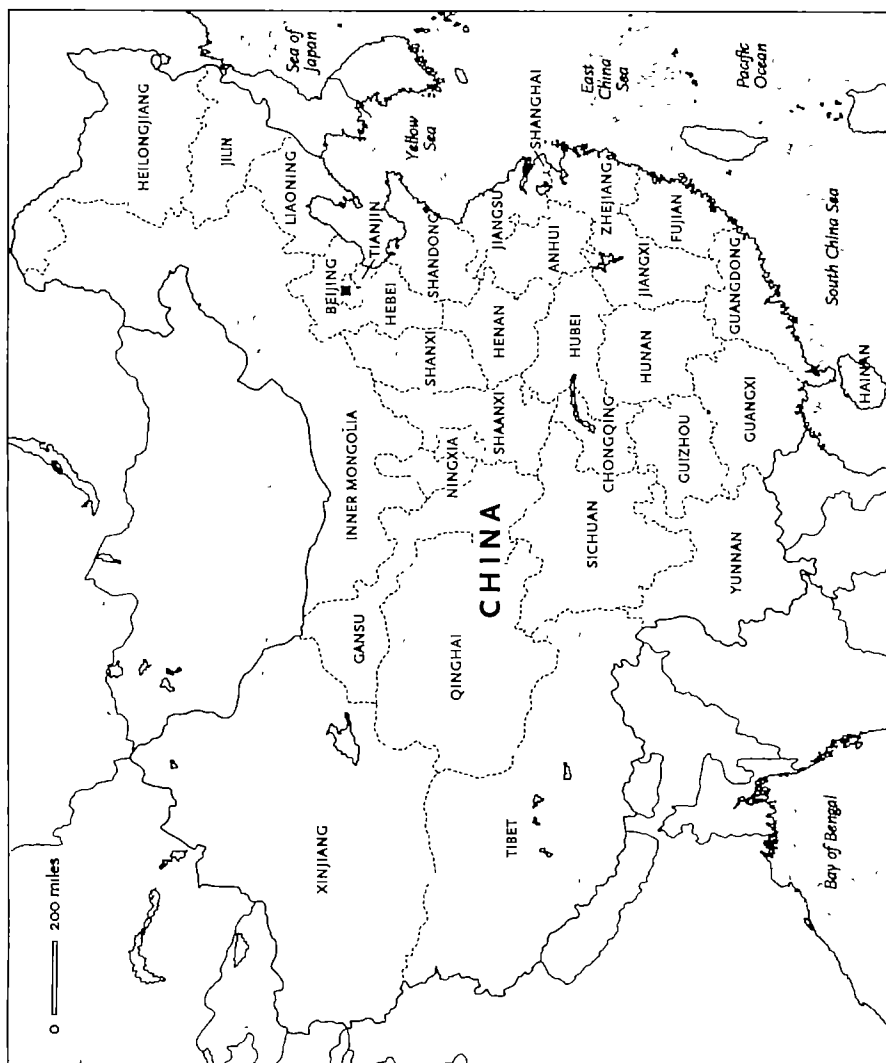 0 200 miles
HEILONGJIANG
JILIN
Sea of
Japan
LIAONING
XINJIANG
GANSU
INNER MONGOLIA
BEIJING
TIANJIN
HEBEI
Yellow
Sea
QINGHAI
NINGXIA
SHANXI
SHANDONG
CHINA
SHAANXI
HENAN
JIANGSU
TIBET
SHANGHAI
ANHUI
SICHUAN
HUBEI
East
China
Sea
CHONGQING
ZHEJIANG
HUNAN
JIANGXI
GUIZHOU
FUJIAN
YUNNAN
GUANGXI
GUANGDONG
Pacific
Ocean
Bay of Bengal
South China Sea
HAINAN